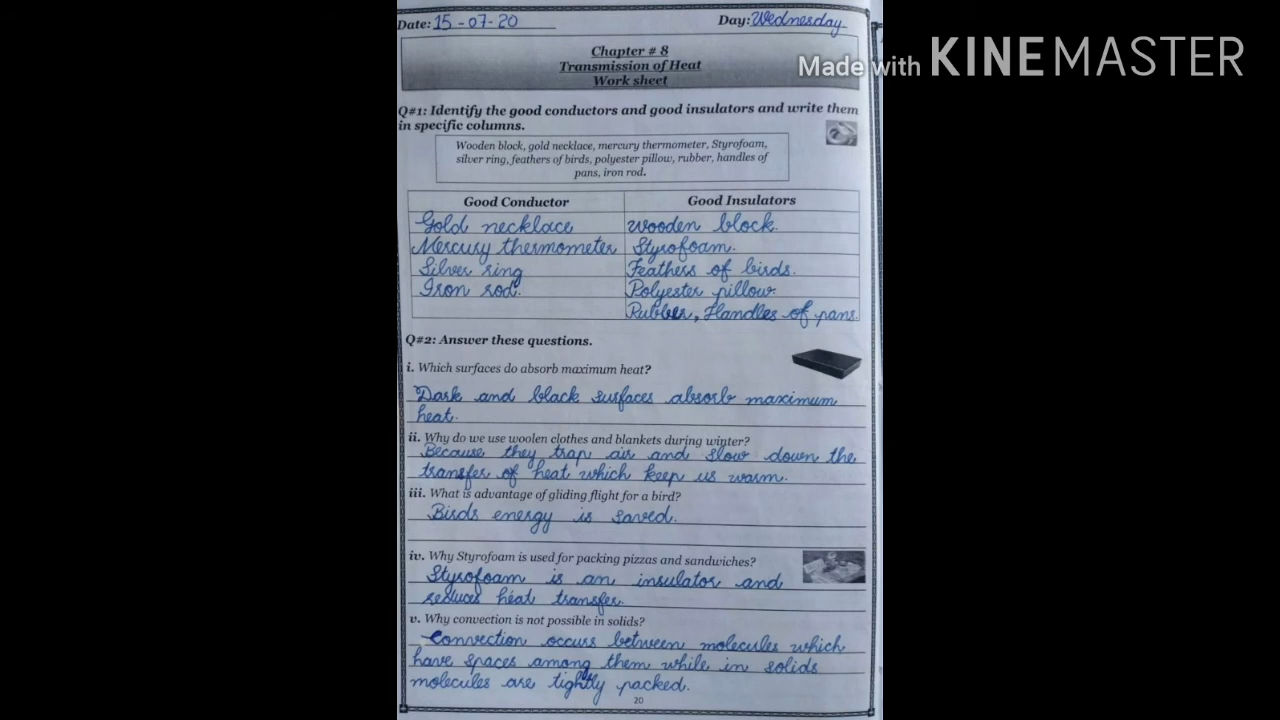 Date: 15-07-20 Day: Wednesday
Made with KINEMASTER
Chapter # 8
Transmission of Heat
Work sheet
Q#1: Identify the good conductors and good insulators and write them
in specific columns.
Wooden block, gold necklace, mercury thermometer, Styrofoam,
silver ring, feathers of birds, polyester pillow, rubber, handles of
pans, iron rod.
Good Conductor Good Insulators
Gold necklace wooden block.
Mercury thermometer Styrofoam.
Silver ring Feathers of birds.
Iron rod. Polyester pillow.
Rubber, Handles of pans.
Q#2: Answer these questions.
i. Which surfaces do absorb maximum heat?
Dark and black surfaces absorb maximum
heat.
ii. Why do we use woolen clothes and blankets during winter?
Because they trap air and slow down the
transfer of heat which keep us warm.
iii. What is advantage of gliding flight for a bird?
Birds energy is saved.
iv. Why Styrofoam is used for packing pizzas and sandwiches?
Styrofoam is an insulator and
reduces heat transfer.
v. Why convection is not possible in solids?
Convection occurs between molecules which
have spaces among them while in solids
molecules are tightly packed.
20